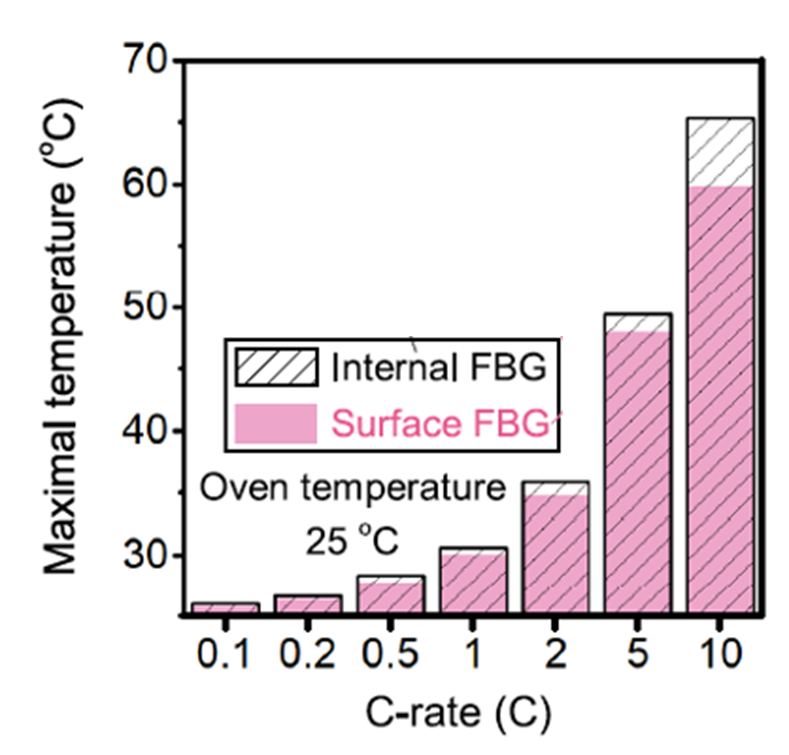 Maximal temperature (°C)
70
60
50
40
30
Internal FBG
Surface FBG
Oven temperature
25 °C
0.1 0.2 0.5 1 2 5 10
C-rate (C)